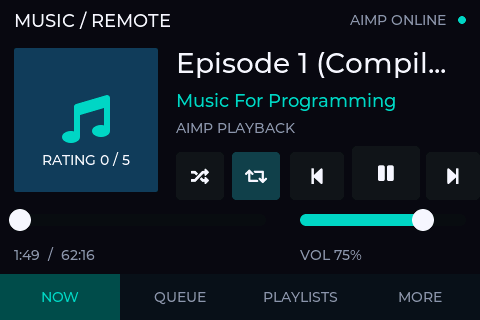 MUSIC / REMOTE
AIMP ONLINE
Episode 1 (Compil...
Music For Programming
AIMP PLAYBACK
RATING 0 / 5
1:49 / 62:16
VOL 75%
NOW
QUEUE
PLAYLISTS
MORE